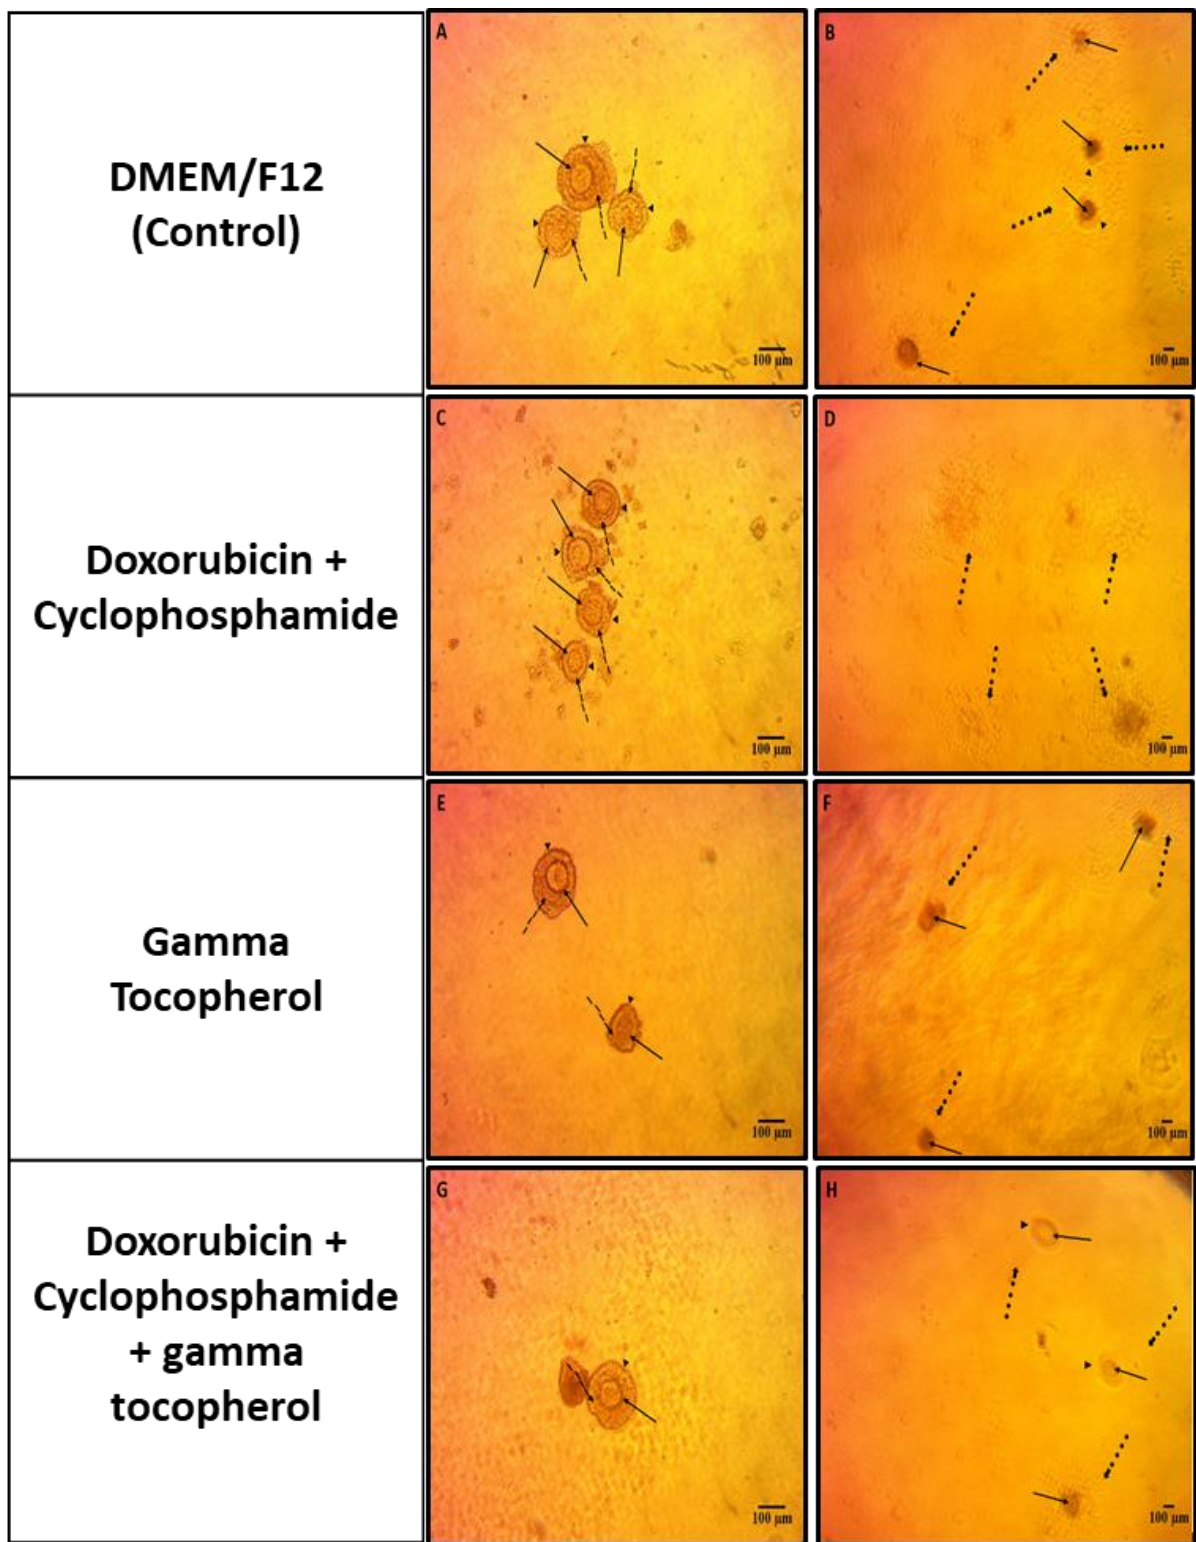 DMEM/F12
(Control)
A
100 µm
B
100 µm
Doxorubicin +
Cyclophosphamide
C
100 µm
D
100 µm
Gamma
Tocopherol
E
100 µm
F
100 µm
Doxorubicin +
Cyclophosphamide
+ gamma
tocopherol
G
100 µm
H
100 µm